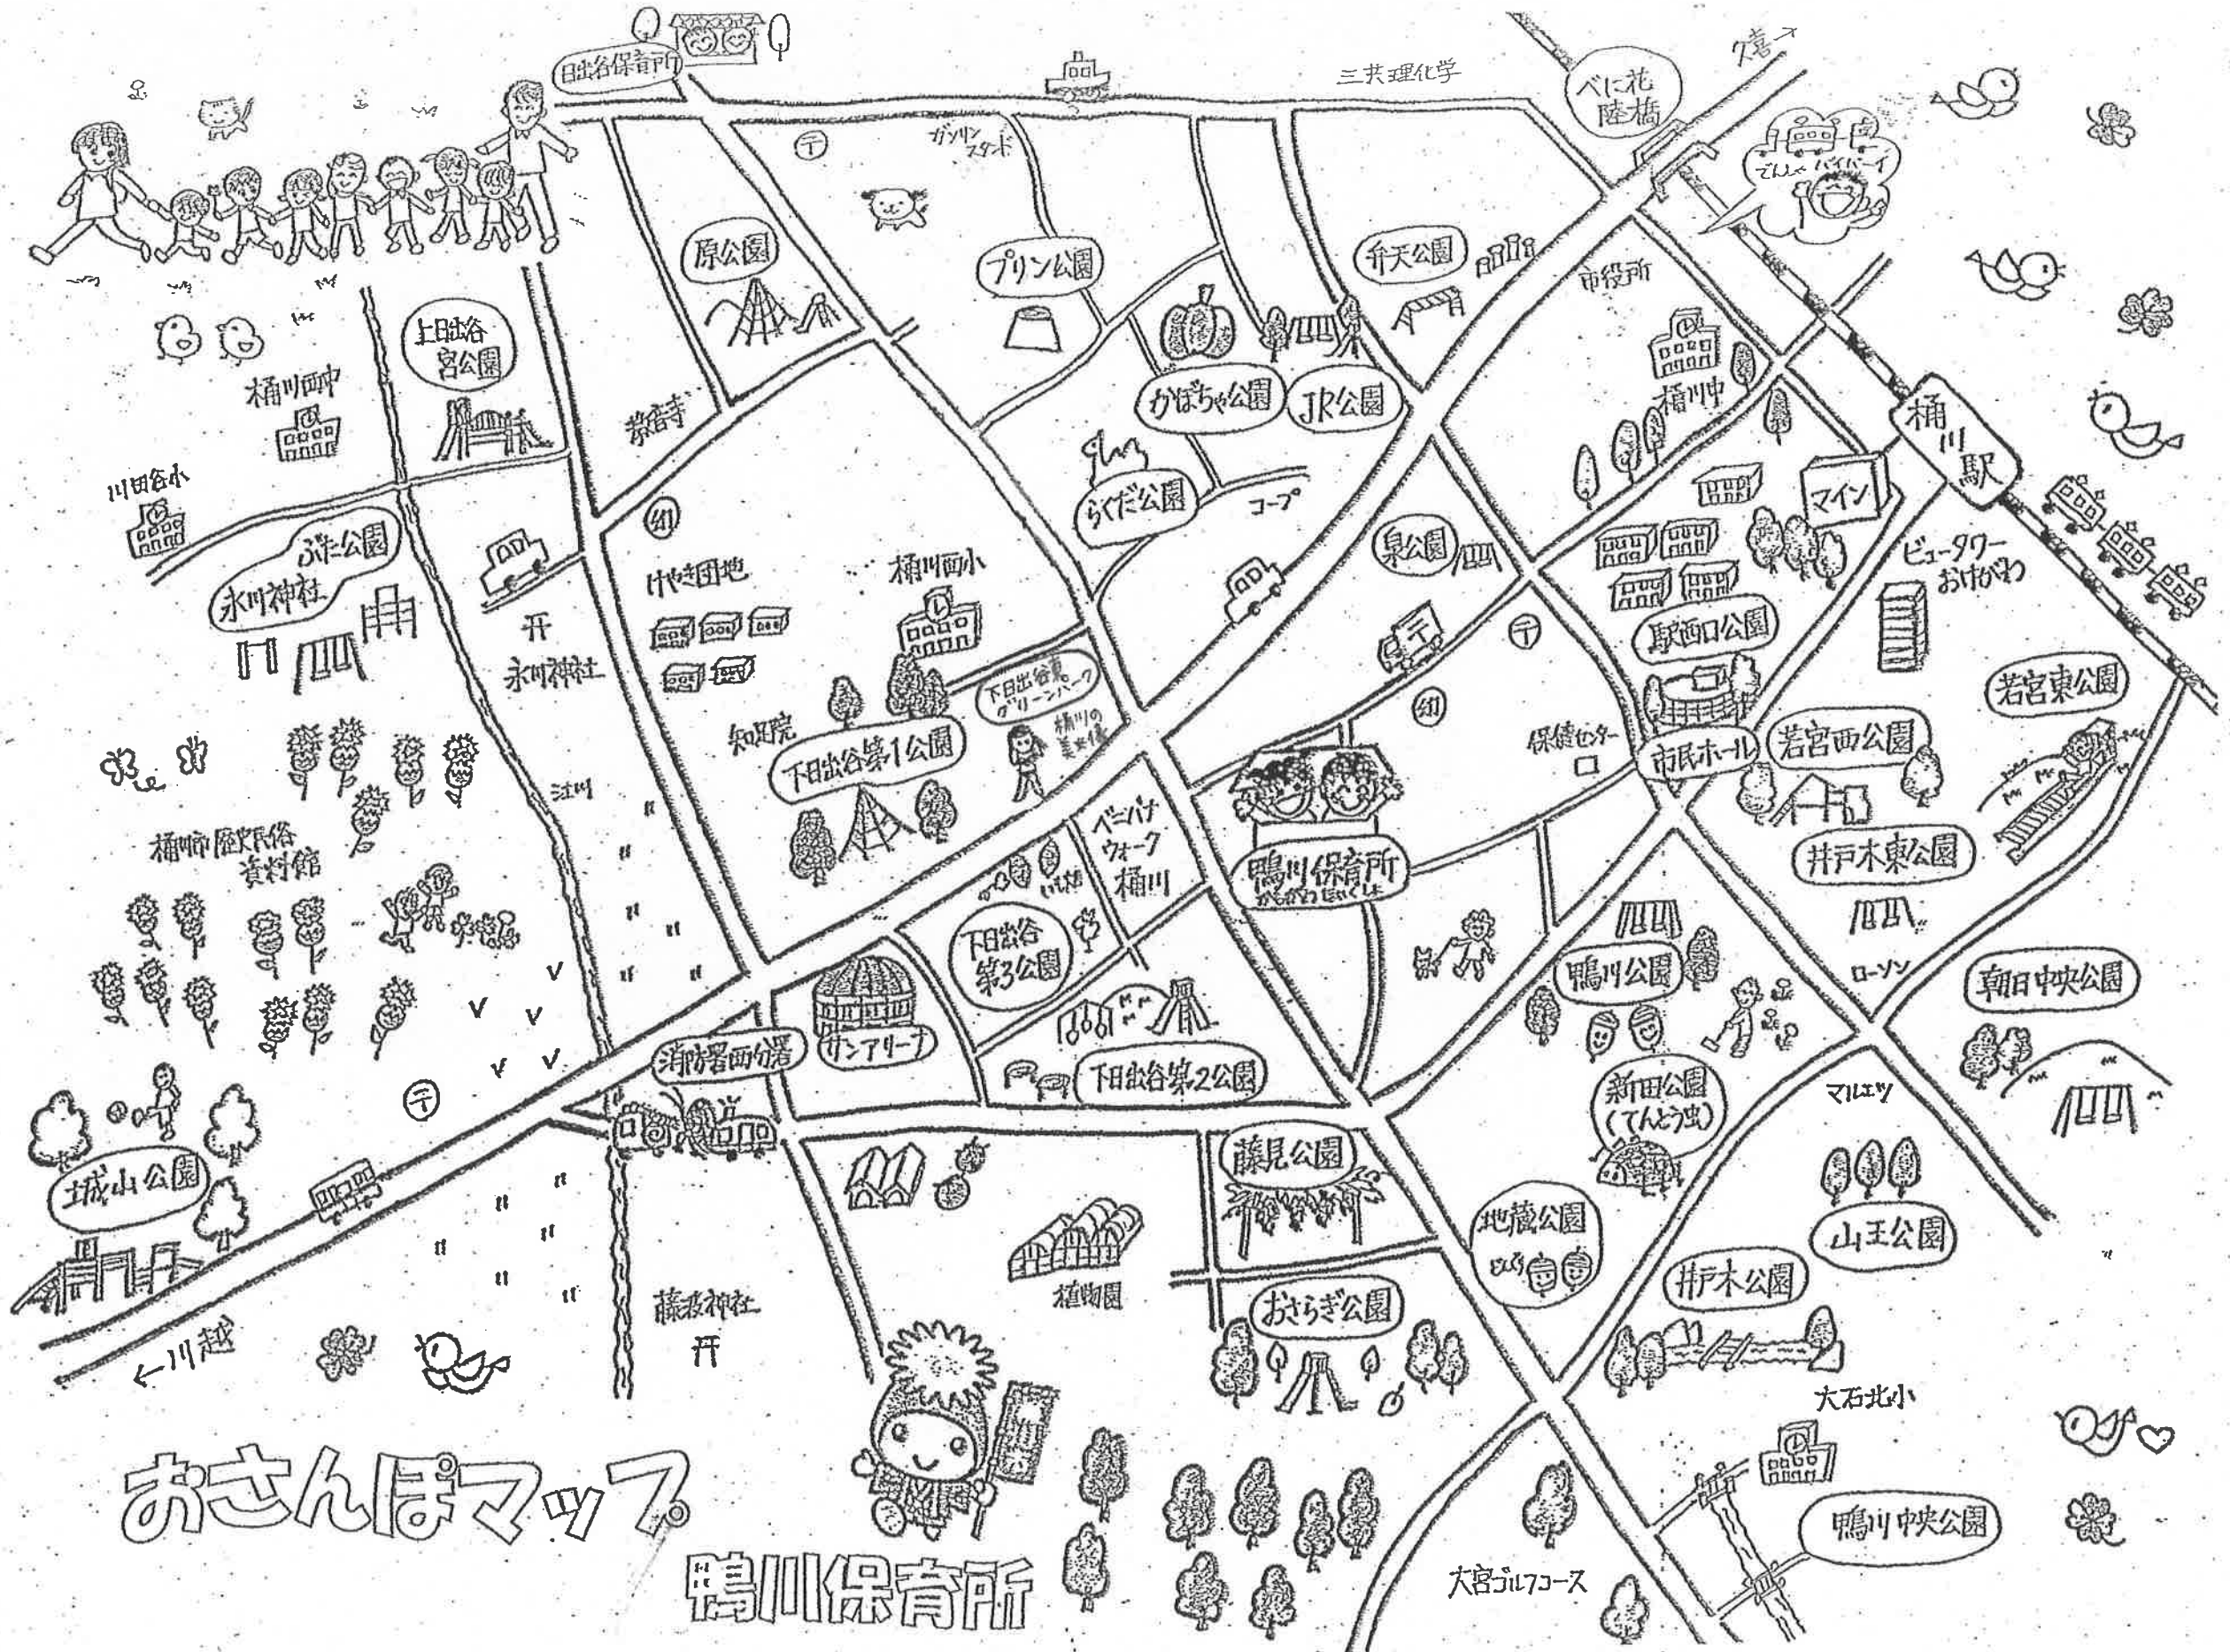 日出谷保育所
三共理化学
べに花
陸橋
久喜→
でんしゃバイバーイ
〒
ガソリン
スタンド
原公園
プリン公園
弁天公園
市役所
上日出谷
宮公園
桶川西中
川田谷小
かぼちゃ公園
JR公園
桶川中
桶川駅
マイン
らくだ公園
コープ
泉公園
ビュータワー
おけがわ
ぶた公園
氷川神社
幼
けやき団地
桶川西小
〒
駅西口公園
氷川神社
下日出谷東
グリーンパーク
若宮東公園
知足院
下日出谷第1公園
幼
保健センター
市民ホール
若宮西公園
江川
桶川市歴史民俗
資料館
ベニバナ
ウォーク
桶川
鴨川保育所
かもがわほいくしょ
井戸木東公園
下日出谷
第3公園
鴨川公園
ローソン
朝日中央公園
消防署西分署
サンアリーナ
下日出谷第2公園
〒
新田公園
(てんとう虫)
マルエツ
城山公園
藤見公園
地蔵公園
どんぐり
山王公園
井戸木公園
植物園
おさらぎ公園
←川越
大石北小
おさんぽマップ
鴨川保育所
鴨川中央公園
大宮ゴルフコース